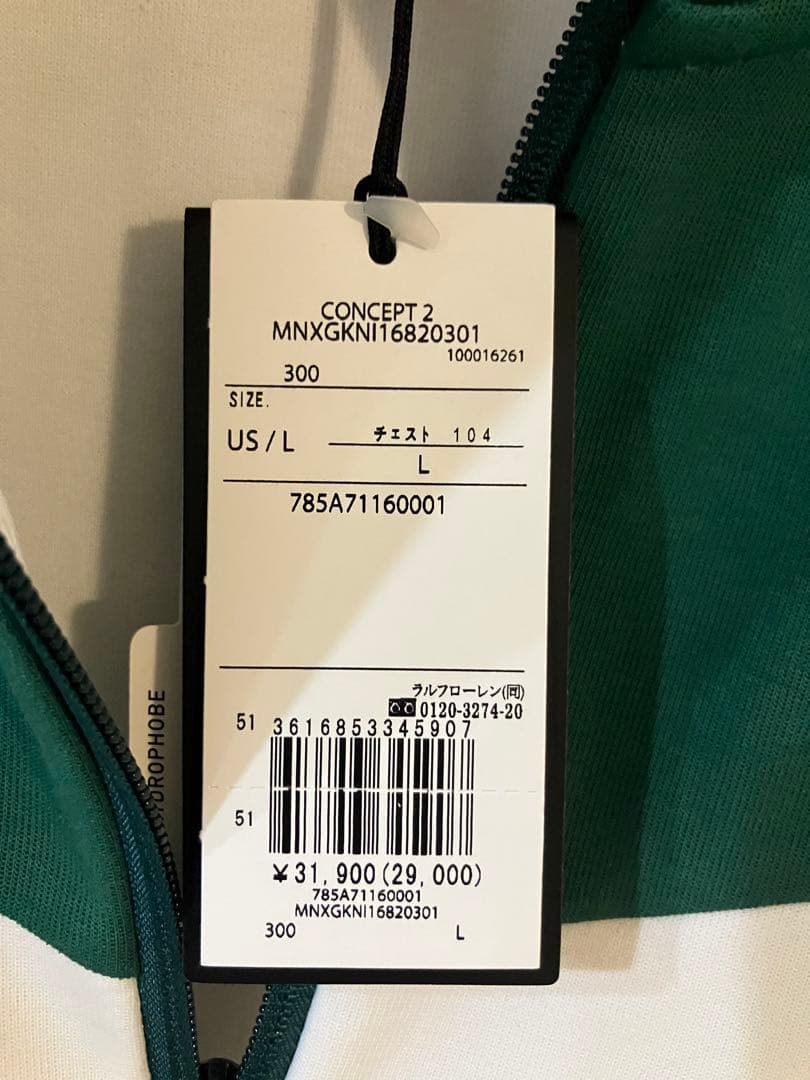 CONCEPT 2
MNXGKNI16820301
100016261
300
SIZE.
US / L
チェスト 104
L
785A71160001
ラルフローレン(同)
0120-3274-20
51
3616853345907
51
¥31,900(29,000)
785A71160001
MNXGKNI16820301
300 L
DROPHOBE